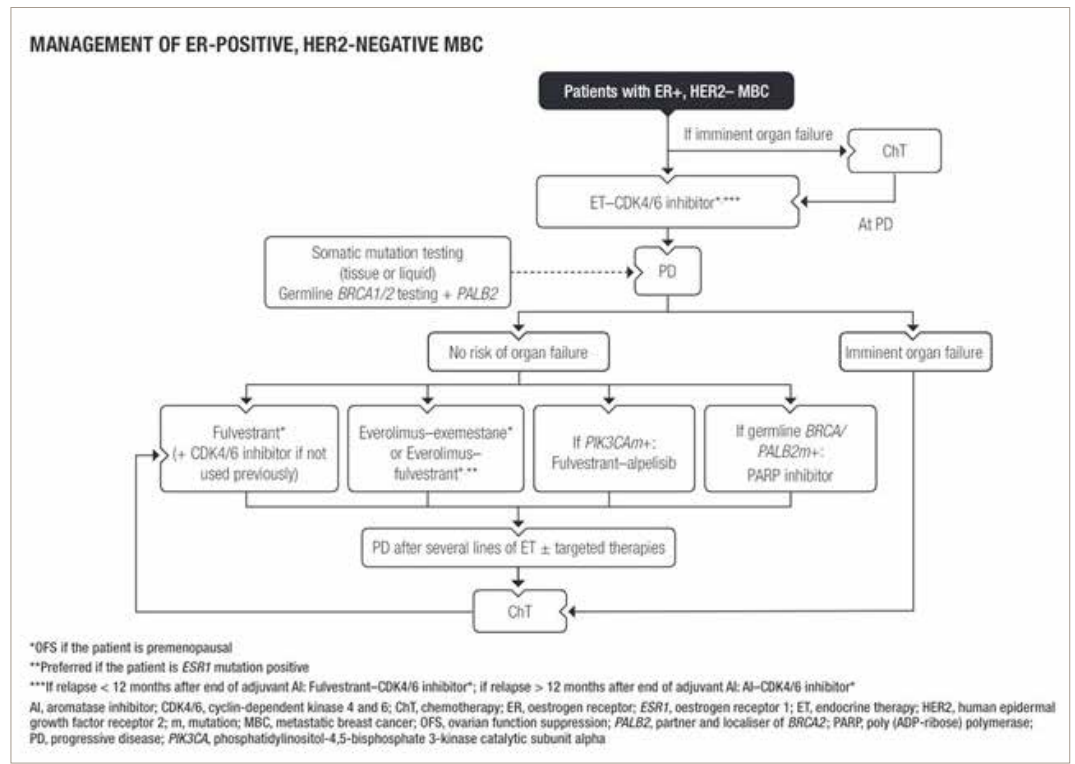 MANAGEMENT OF ER-POSITIVE, HER2-NEGATIVE MBC
Patients with ER+, HER2– MBC
If imminent organ failure
ChT
ET–CDK4/6 inhibitor*,***
At PD
Somatic mutation testing
(tissue or liquid)
Germline BRCA1/2 testing + PALB2
PD
No risk of organ failure
Imminent organ failure
Fulvestrant*
(+ CDK4/6 inhibitor if not
used previously)
Everolimus–exemestane*
or Everolimus–
fulvestrant*,**
If PIK3CAm+:
Fulvestrant–alpelisib
If germline BRCA/
PALB2m+:
PARP inhibitor
PD after several lines of ET ± targeted therapies
ChT
*OFS if the patient is premenopausal
**Preferred if the patient is ESR1 mutation positive
***If relapse < 12 months after end of adjuvant AI: Fulvestrant–CDK4/6 inhibitor*; if relapse > 12 months after end of adjuvant AI: AI–CDK4/6 inhibitor*
AI, aromatase inhibitor; CDK4/6, cyclin-dependent kinase 4 and 6; ChT, chemotherapy; ER, oestrogen receptor; ESR1, oestrogen receptor 1; ET, endocrine therapy; HER2, human epidermal
growth factor receptor 2; m, mutation; MBC, metastatic breast cancer; OFS, ovarian function suppression; PALB2, partner and localiser of BRCA2; PARP, poly (ADP-ribose) polymerase;
PD, progressive disease; PIK3CA, phosphatidylinositol-4,5-bisphosphate 3-kinase catalytic subunit alpha